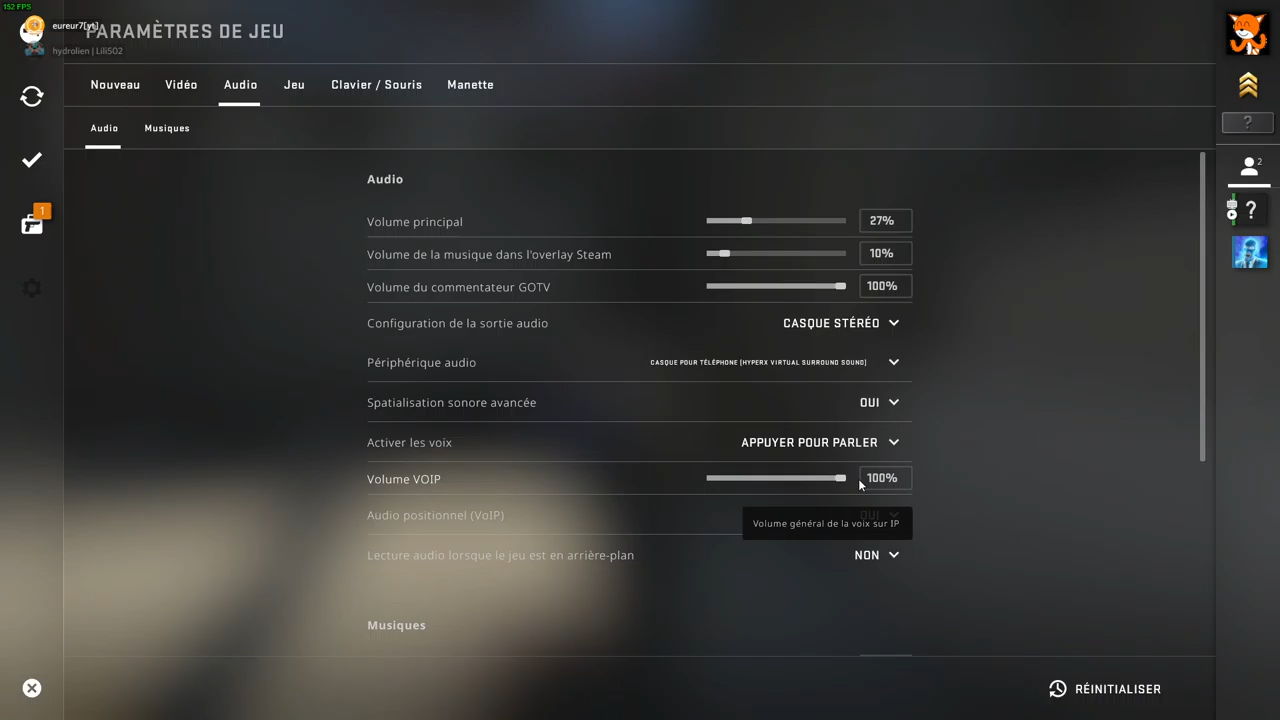 152 FPS
eureur7[yt]
PARAMÈTRES DE JEU
hydrolien | Lili502
Nouveau Vidéo Audio Jeu Clavier / Souris Manette
Audio Musiques
?
2
1
?
Audio
Volume principal 27%
Volume de la musique dans l'overlay Steam 10%
Volume du commentateur GOTV 100%
Configuration de la sortie audio CASQUE STÉRÉO
Périphérique audio CASQUE POUR TÉLÉPHONE [HYPERX VIRTUAL SURROUND SOUND]
Spatialisation sonore avancée OUI
Activer les voix APPUYER POUR PARLER
Volume VOIP 100%
Audio positionnel (VoIP) OUI
Volume général de la voix sur IP
Lecture audio lorsque le jeu est en arrière-plan NON
Musiques
RÉINITIALISER